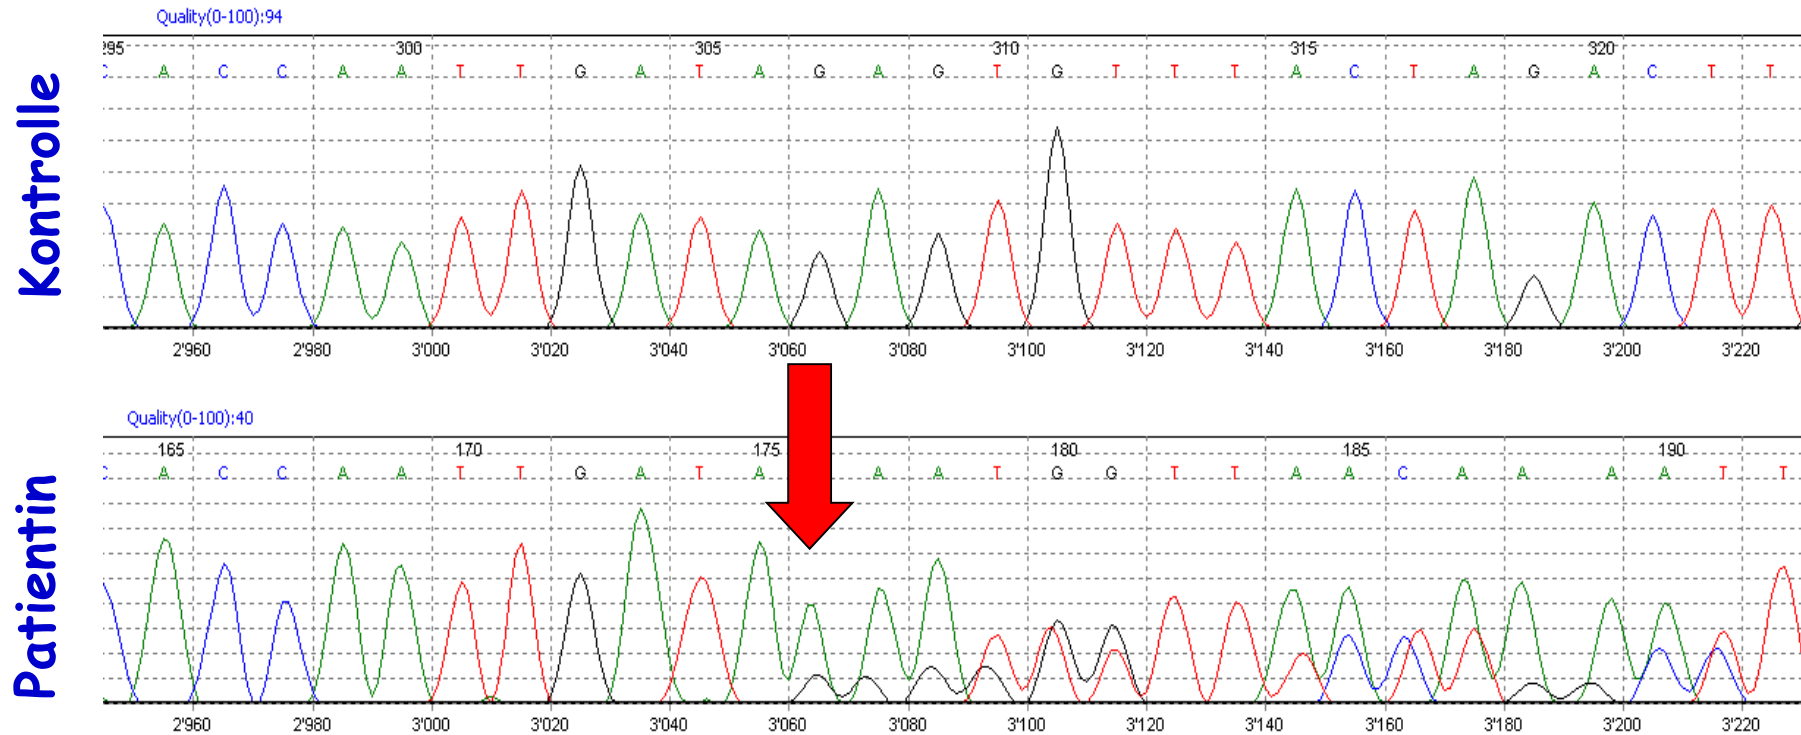 Quality(0-100):94
295 300 305 310 315 320
C A C C A A T T G A T A G A G T G T T T A C T A G A C T T
Kontrolle
2'960 2'980 3'000 3'020 3'040 3'060 3'080 3'100 3'120 3'140 3'160 3'180 3'200 3'220
Quality(0-100):40
165 170 175 180 185 190
C A C C A A T T G A T A A A T G G T T A A C A A A A T T
Patientin
2'960 2'980 3'000 3'020 3'040 3'060 3'080 3'100 3'120 3'140 3'160 3'180 3'200 3'220